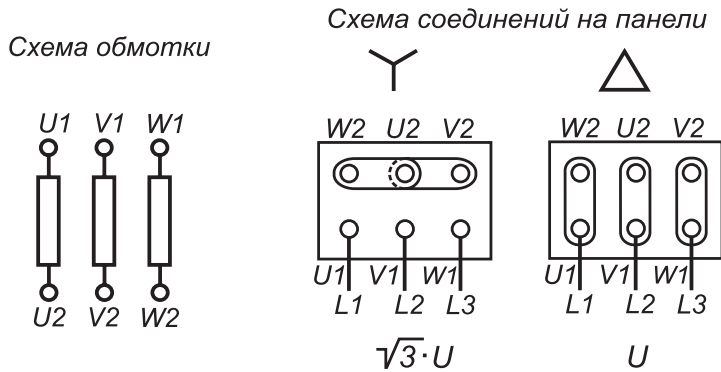 Схема соединений на панели
Схема обмотки
U1 V1 W1
U2 V2 W2
W2 U2 V2
U1 V1 W1
L1 L2 L3
√3·U
W2 U2 V2
U1 V1 W1
L1 L2 L3
U